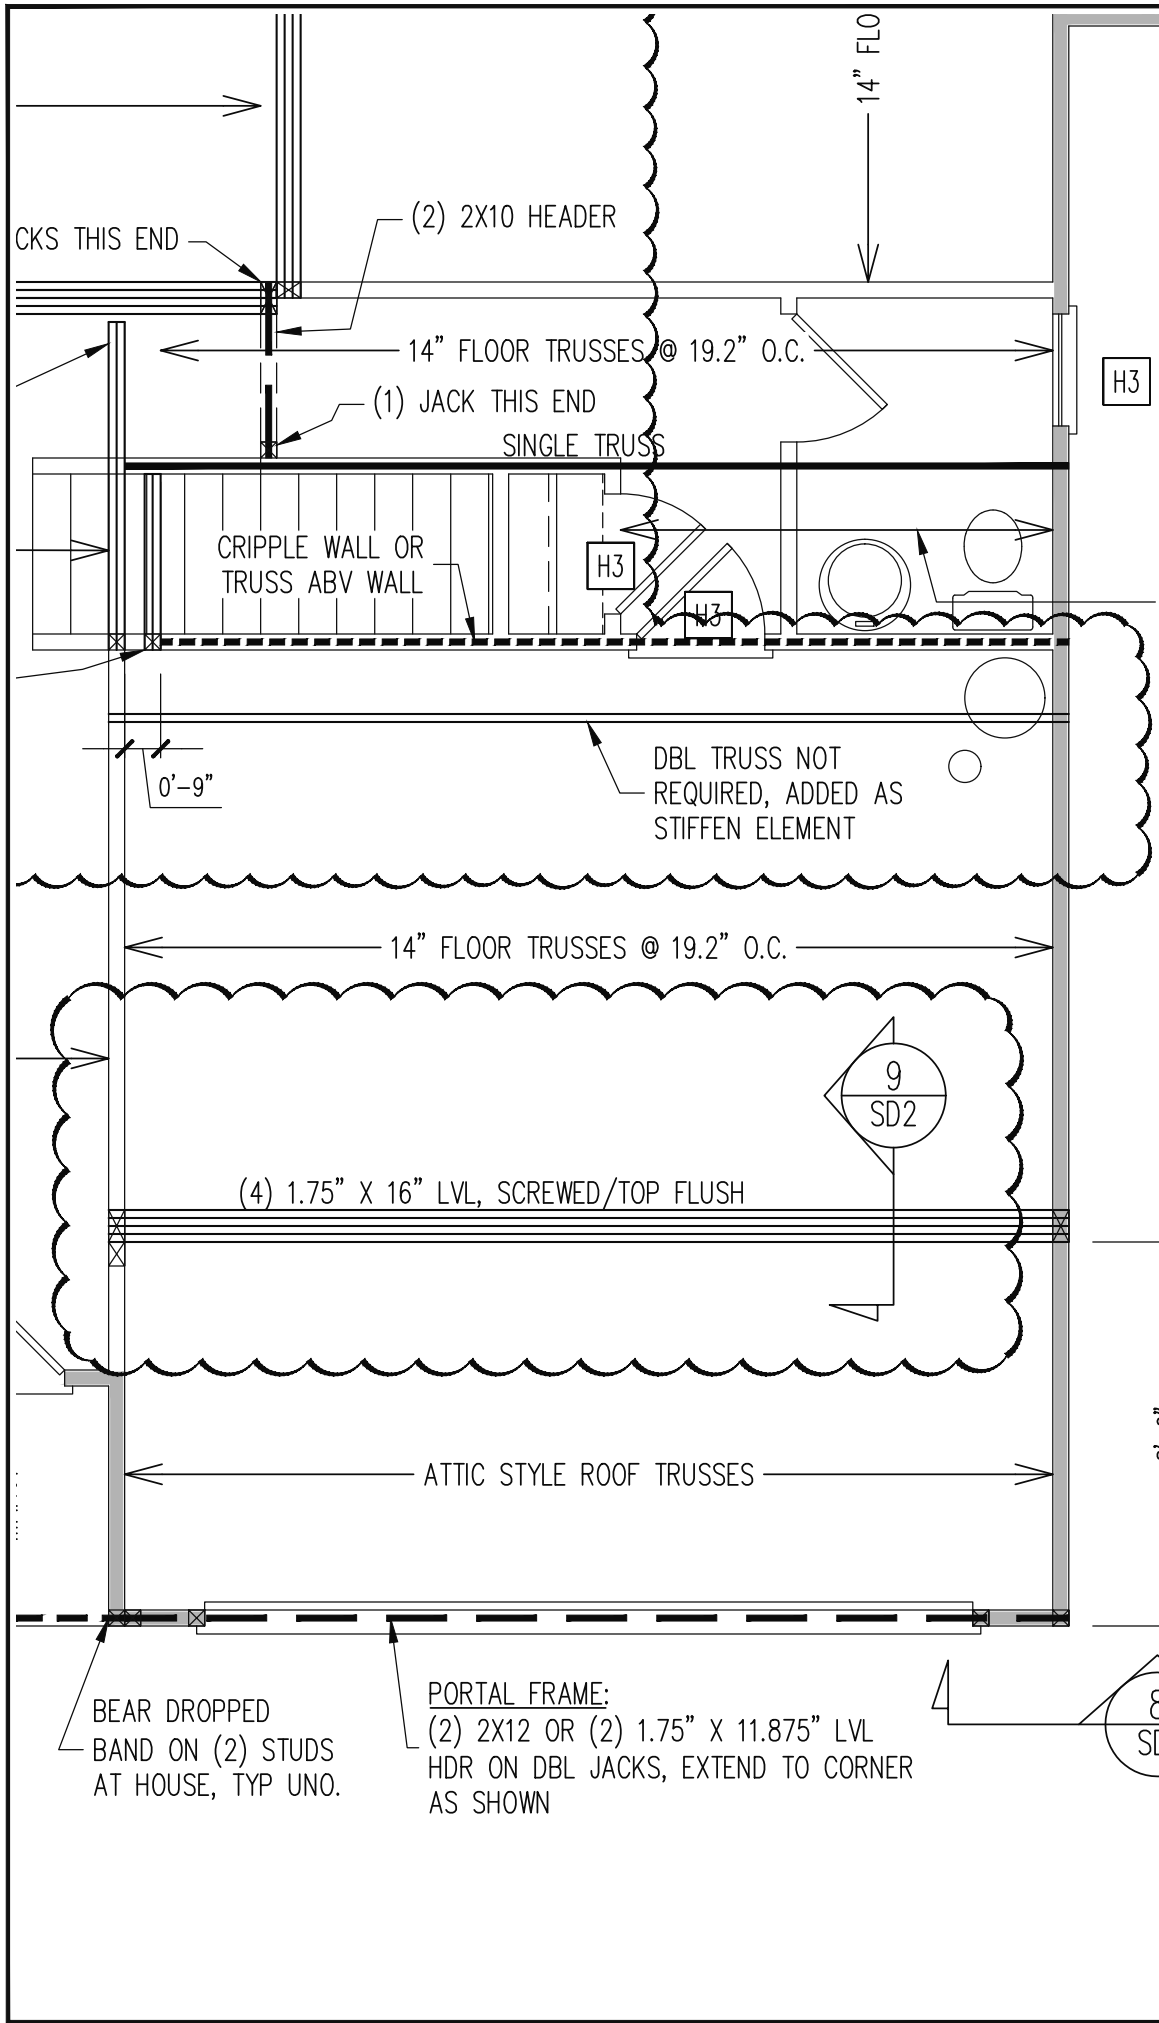 14" FLO
(2) 2X10 HEADER
CKS THIS END
14" FLOOR TRUSSES @ 19.2" O.C.
H3
(1) JACK THIS END
SINGLE TRUSS
CRIPPLE WALL OR
TRUSS ABV WALL
H3
H3
DBL TRUSS NOT
REQUIRED, ADDED AS
STIFFEN ELEMENT
0'-9"
14" FLOOR TRUSSES @ 19.2" O.C.
9
SD2
(4) 1.75" X 16" LVL, SCREWED/TOP FLUSH
ATTIC STYLE ROOF TRUSSES
BEAR DROPPED
BAND ON (2) STUDS
AT HOUSE, TYP UNO.
PORTAL FRAME:
(2) 2X12 OR (2) 1.75" X 11.875" LVL
HDR ON DBL JACKS, EXTEND TO CORNER
AS SHOWN